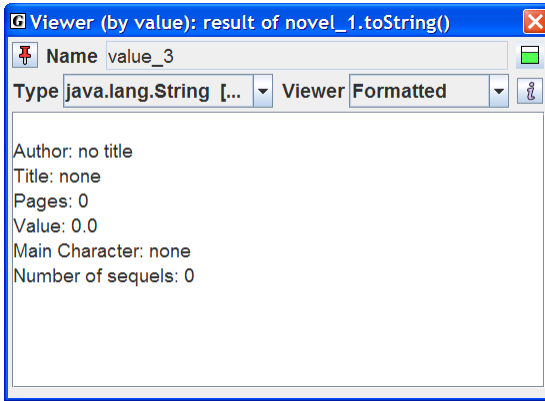 G Viewer (by value): result of novel_1.toString()
Name value_3
Type java.lang.String [... Viewer Formatted i
Author: no title
Title: none
Pages: 0
Value: 0.0
Main Character: none
Number of sequels: 0